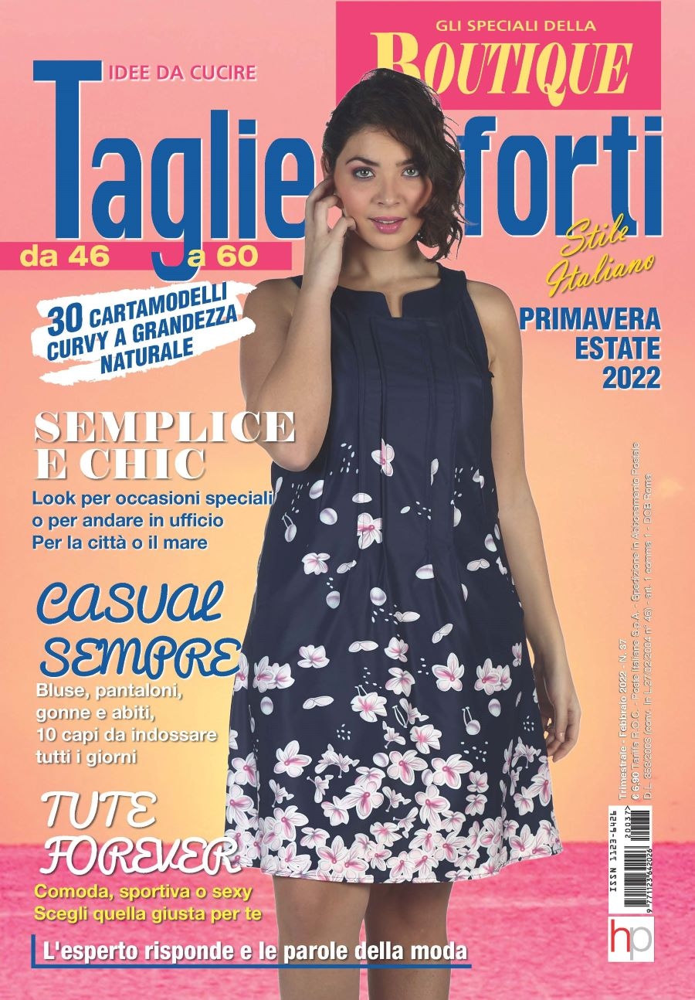 GLI SPECIALI DELLA
BOUTIQUE
IDEE DA CUCIRE
Taglie forti
da 46 a 60
Stile
Italiano
30 CARTAMODELLI
CURVY A GRANDEZZA
NATURALE
PRIMAVERA
ESTATE
2022
SEMPLICE
E CHIC
Look per occasioni speciali
o per andare in ufficio
Per la città o il mare
CASUAL
SEMPRE
Bluse, pantaloni,
gonne e abiti,
10 capi da indossare
tutti i giorni
TUTE
FOREVER
Comoda, sportiva o sexy
Scegli quella giusta per te
L'esperto risponde e le parole della moda
Trimestrale - Febbraio 2022 - N. 37
€ 6,90 Tarifa R.O.C. - Poste Italiane S.p.A. - Spedizione in Abbonamento Postale
D.L. 353/2003 (conv. in L.27/02/2004 n° 46) - art. 1 comma 1 - DCB Roma
ISSN 1123-6426
20037>
9 771123 642026
hp